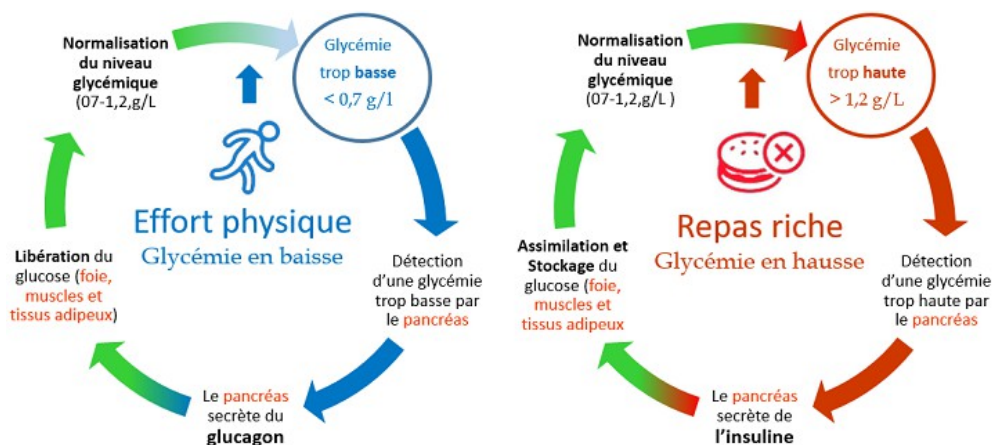 Normalisation
du niveau
glycémique
(07-1,2,g/L
Glycémie
trop basse
< 0,7 g/l
Effort physique
Glycémie en baisse
Détection
d'une glycémie
trop basse par
le pancréas
Le pancréas
secrète du
glucagon
Libération du
glucose (foie,
muscles et
tissus adipeux)
Normalisation
du niveau
glycémique
(07-1,2,g/L )
Glycémie
trop haute
> 1,2 g/L
Repas riche
Glycémie en hausse
Détection
d'une glycémie
trop haute par
le pancréas
Le pancréas
secrète de
l'insuline
Assimilation et
Stockage du
glucose (foie,
muscles et
tissus adipeux